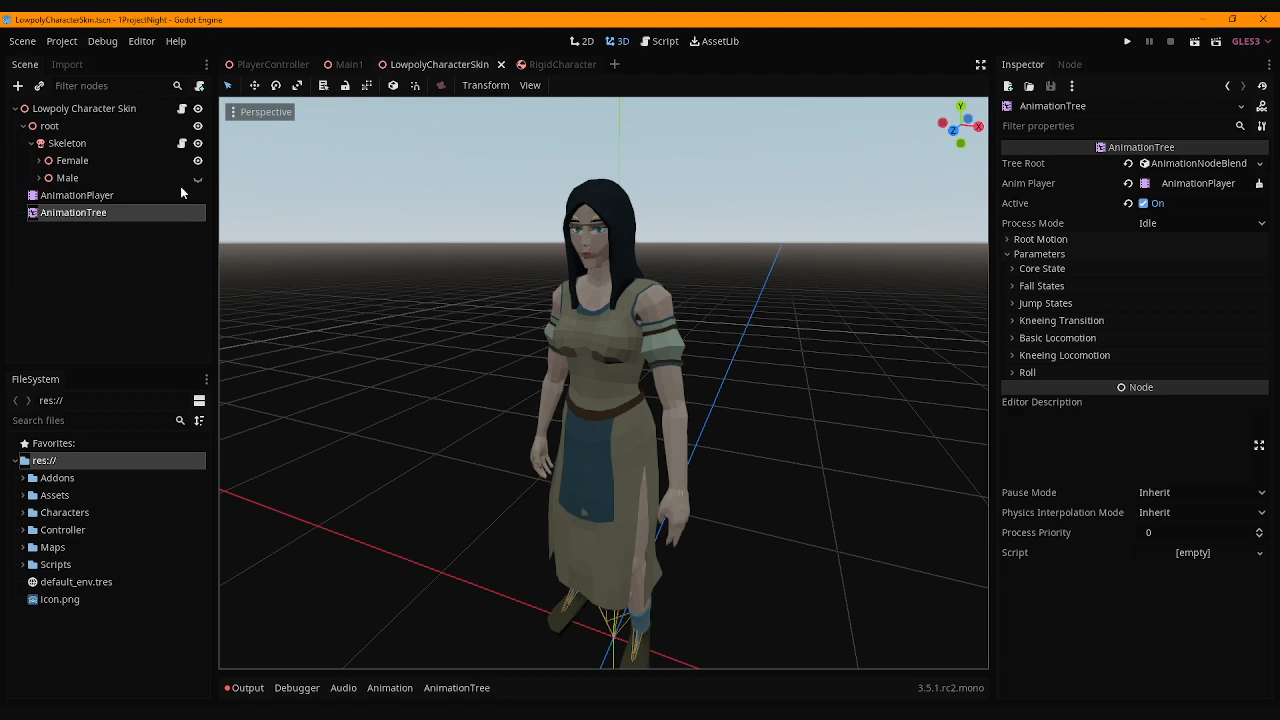 LowpolyCharacterSkin.tscn - TProjectNight - Godot Engine
Scene Project Debug Editor Help
2D 3D Script AssetLib
GLES3
Scene Import
Filter nodes
Lowpoly Character Skin
root
Skeleton
Female
Male
AnimationPlayer
AnimationTree
FileSystem
res://
Search files
Favorites:
res://
Addons
Assets
Characters
Controller
Maps
Scripts
default_env.tres
icon.png
PlayerController Main1 LowpolyCharacterSkin RigidCharacter
Transform View
Perspective
Y
X
Z
Output Debugger Audio Animation AnimationTree
3.5.1.rc2.mono
Inspector Node
AnimationTree
Filter properties
AnimationTree
Tree Root AnimationNodeBlend
Anim Player AnimationPlayer
Active On
Process Mode Idle
Root Motion
Parameters
Core State
Fall States
Jump States
Kneeing Transition
Basic Locomotion
Kneeing Locomotion
Roll
Node
Editor Description
Pause Mode Inherit
Physics Interpolation Mode Inherit
Process Priority 0
Script [empty]